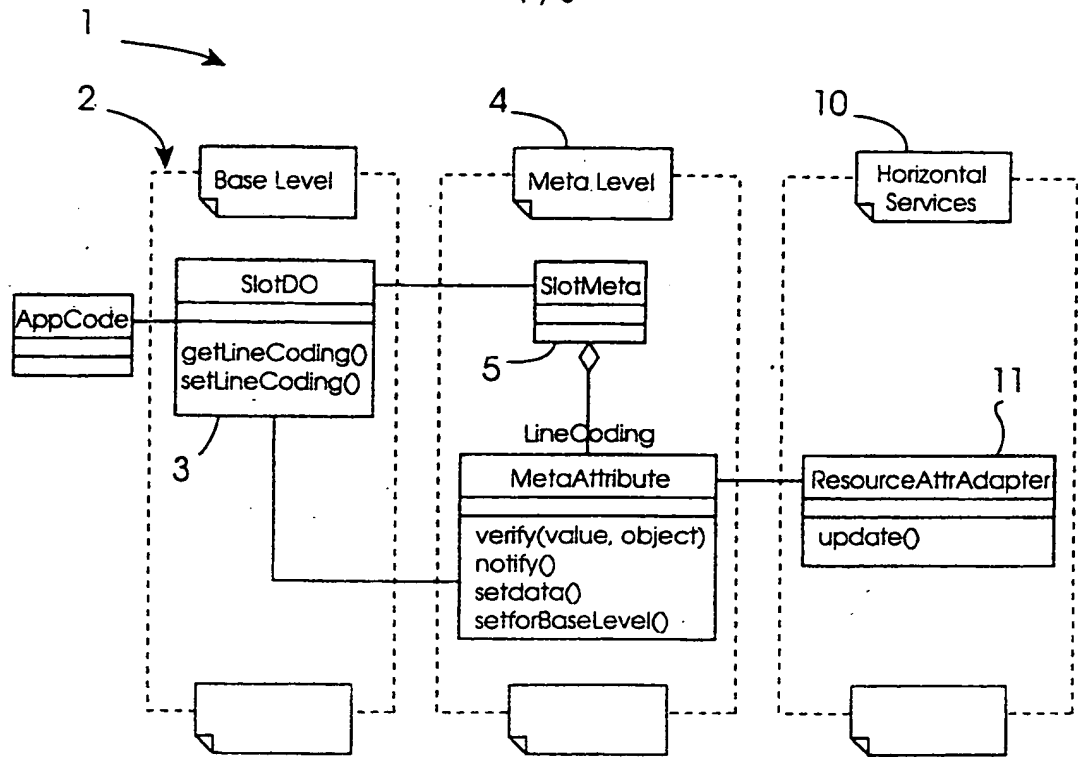 1
2
4
10
Base Level
Meta Level
Horizontal
Services
SlotDO
SlotMeta
AppCode
getLineCoding()
setLineCoding()
5
11
3
LineCoding
MetaAttribute
ResourceAttrAdapter
verify(value, object)
update()
notify()
setdata()
setforBaseLevel()